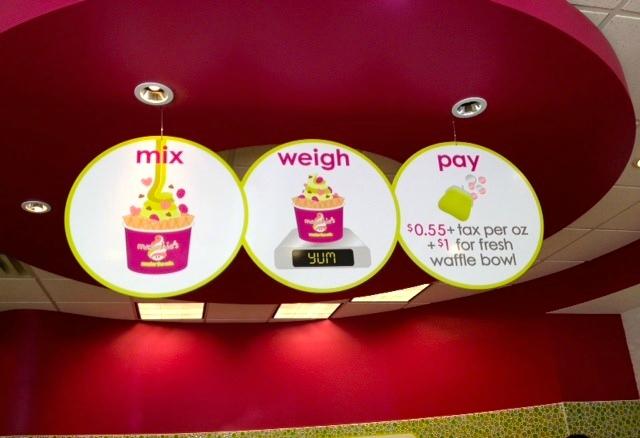 mix
weigh
YUM
pay
$0.55+ tax per oz
+ $1 for fresh
waffle bowl